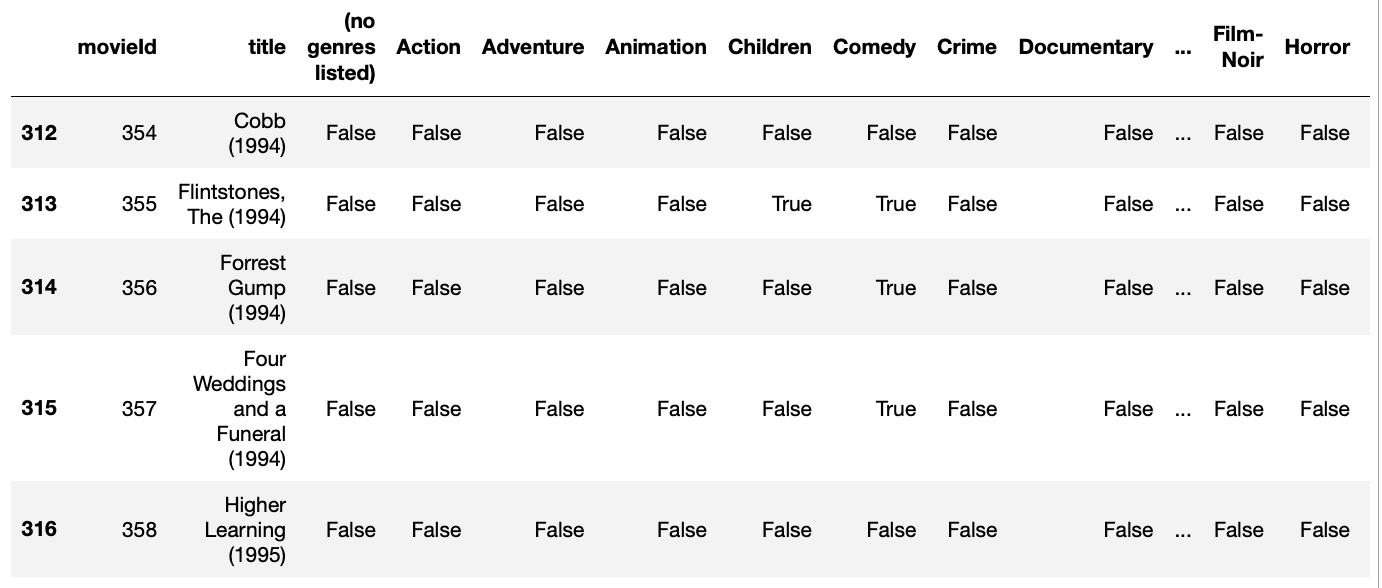 movieId title (no genres listed) Action Adventure Animation Children Comedy Crime Documentary ... Film-Noir Horror
312 354 Cobb (1994) False False False False False False False False ... False False
313 355 Flintstones, The (1994) False False False False True True False False ... False False
314 356 Forrest Gump (1994) False False False False False True False False ... False False
315 357 Four Weddings and a Funeral (1994) False False False False False True False False ... False False
316 358 Higher Learning (1995) False False False False False False False False ... False False